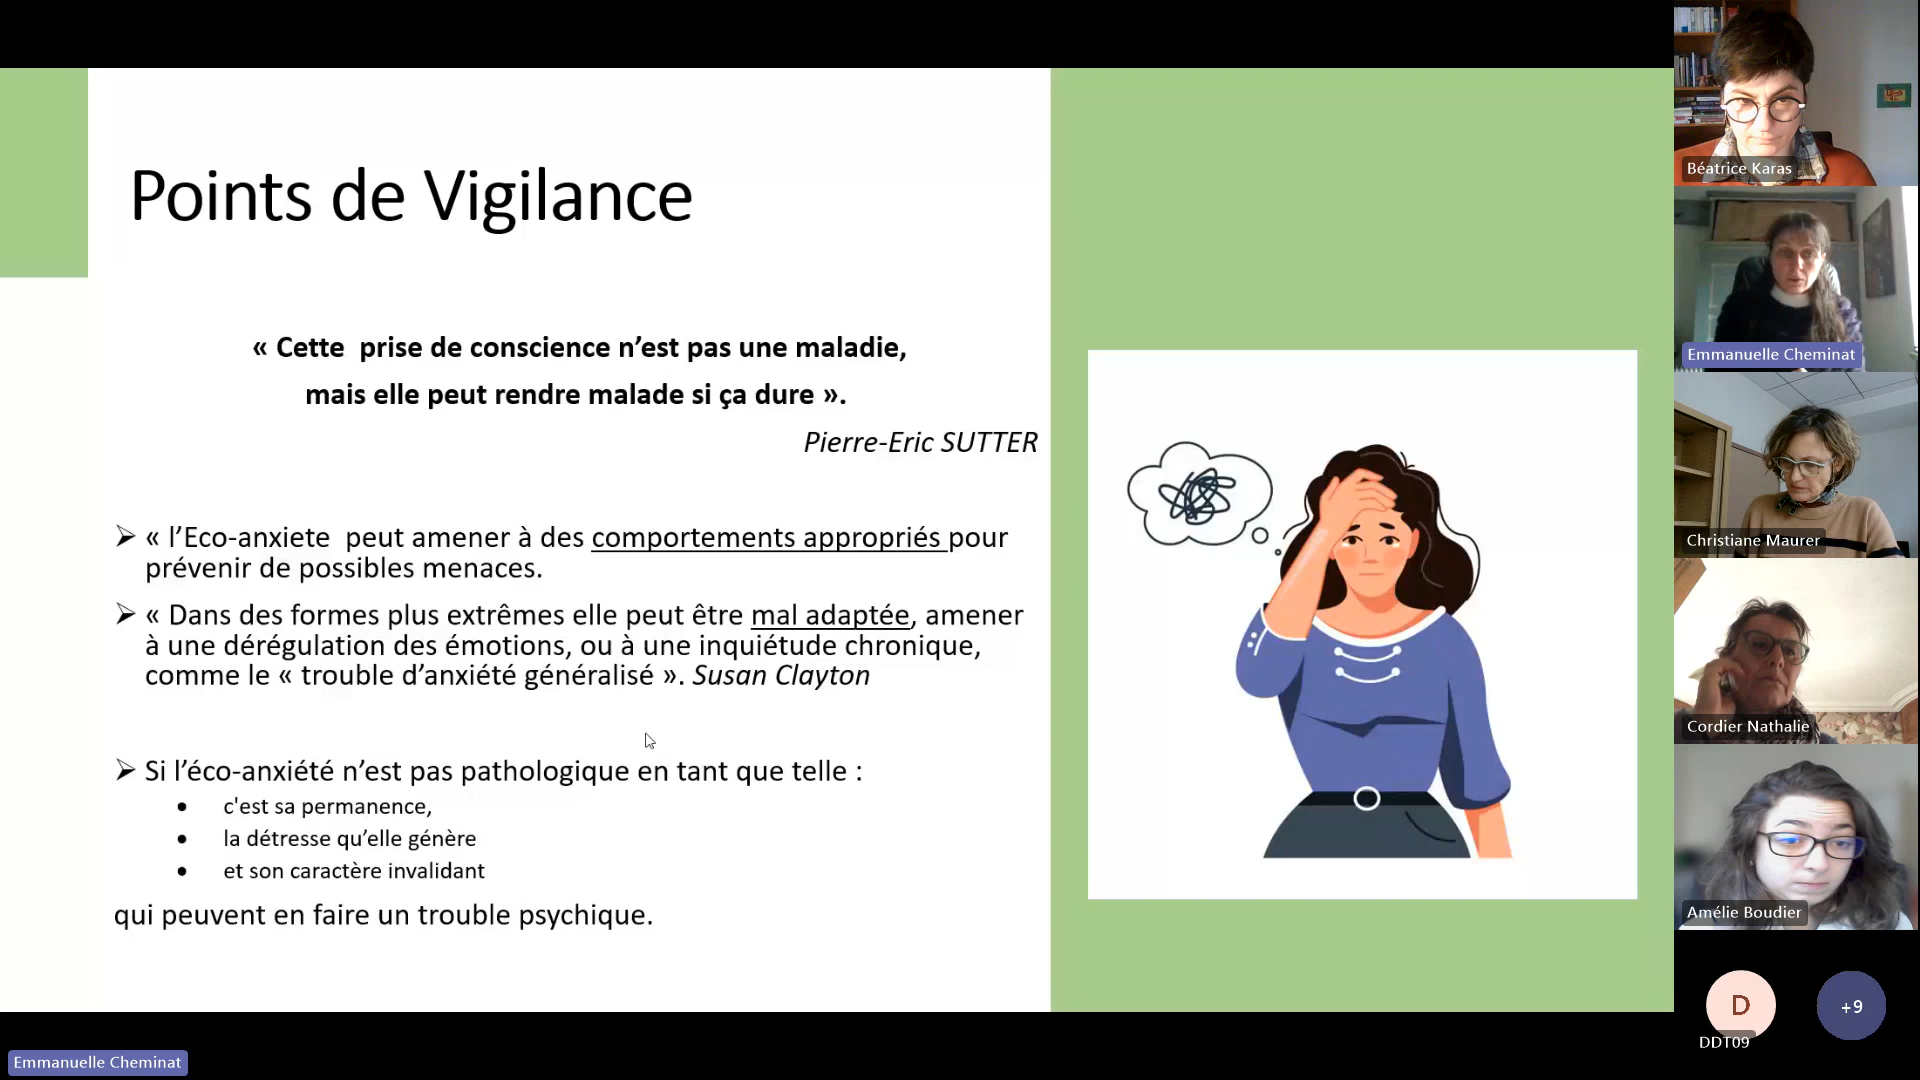 Points de Vigilance
« Cette  prise de conscience n’est pas une maladie,
mais elle peut rendre malade si ça dure ».
Pierre-Eric SUTTER
« l’Eco-anxiete  peut amener à des comportements appropriés pour
prévenir de possibles menaces.
« Dans des formes plus extrêmes elle peut être mal adaptée, amener
à une dérégulation des émotions, ou à une inquiétude chronique,
comme le « trouble d’anxiété généralisé ». Susan Clayton
Si l’éco-anxiété n’est pas pathologique en tant que telle :
• c'est sa permanence,
• la détresse qu’elle génère
• et son caractère invalidant
qui peuvent en faire un trouble psychique.
Béatrice Karas
Emmanuelle Cheminat
Christiane Maurer
Cordier Nathalie
Amélie Boudier
D
DDT09
+9
Emmanuelle Cheminat